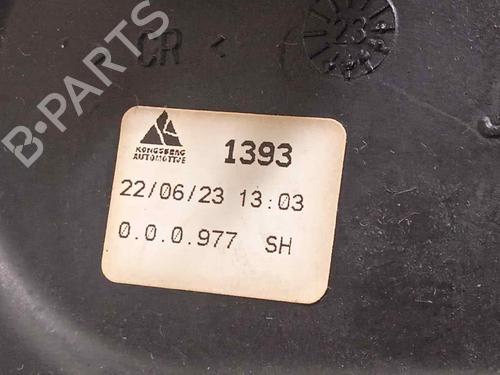 B-PARTS
CR <
23
KONGSBERG
AUTOMOTIVE
1393
22/06/23 13:03
0.0.0.977 SH